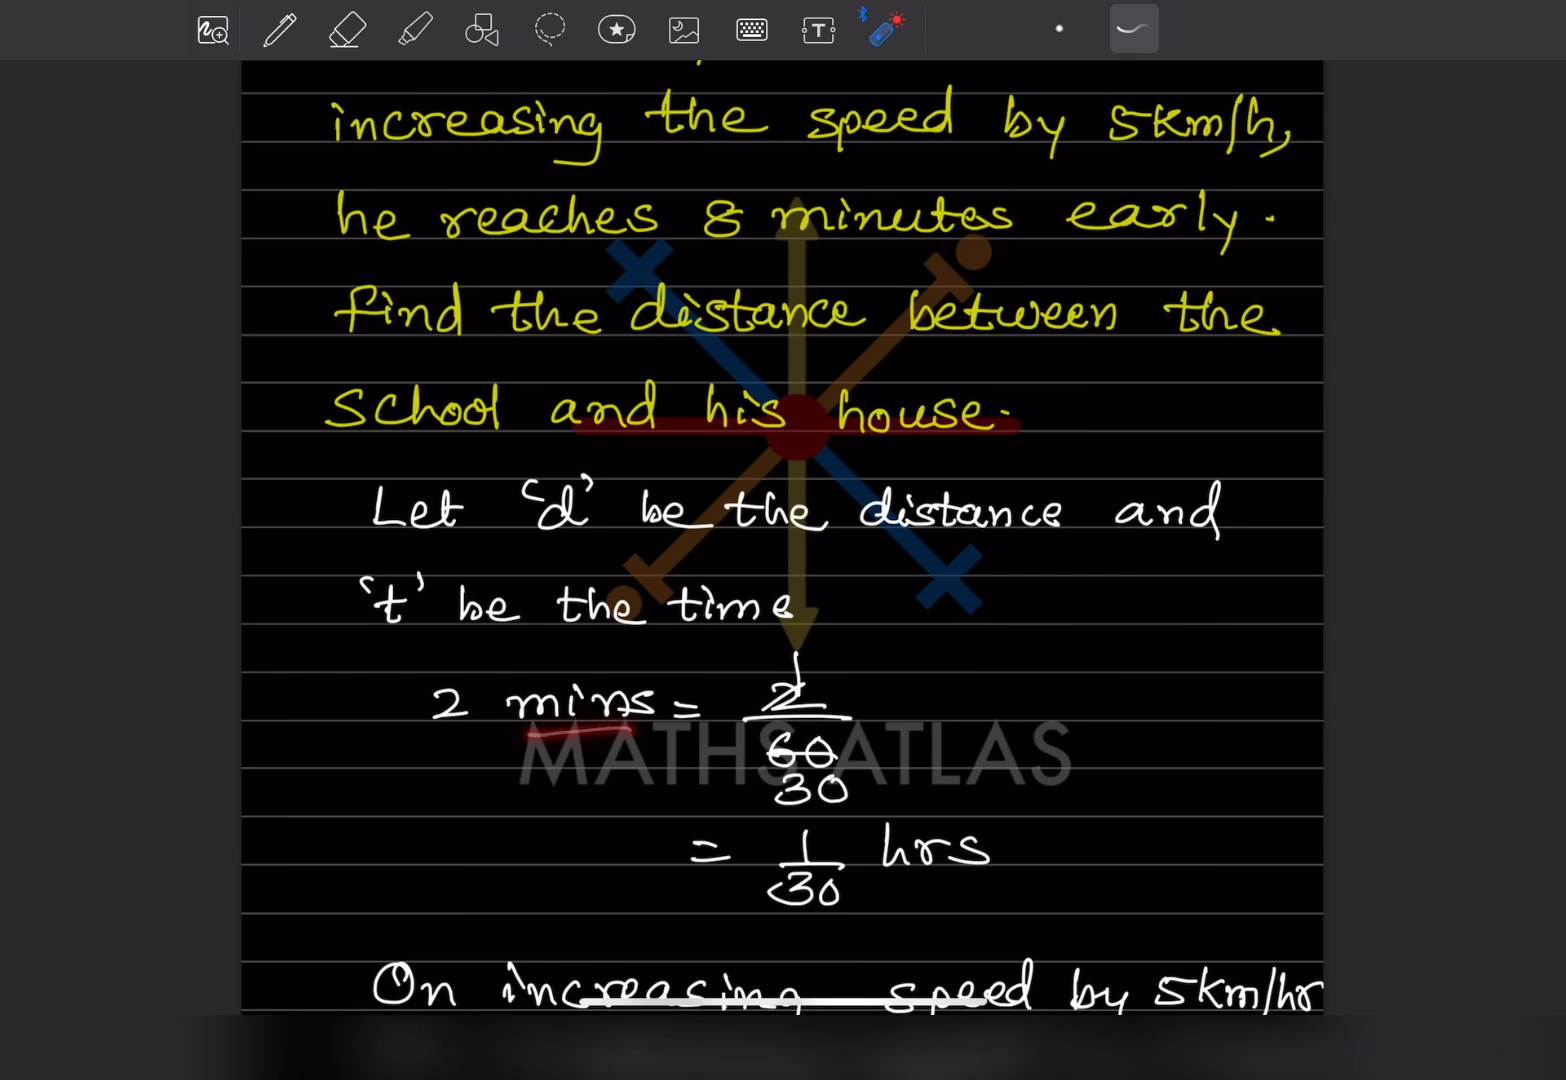 increasing the speed by 5km/h,
he reaches 8 minutes early.
find the distance between the
school and his house.
Let 'd' be the distance and
't' be the time
2 mins = 2/60 1 30
= 1/30 hrs
On increasing speed by 5km/hr
MATHS ATLAS